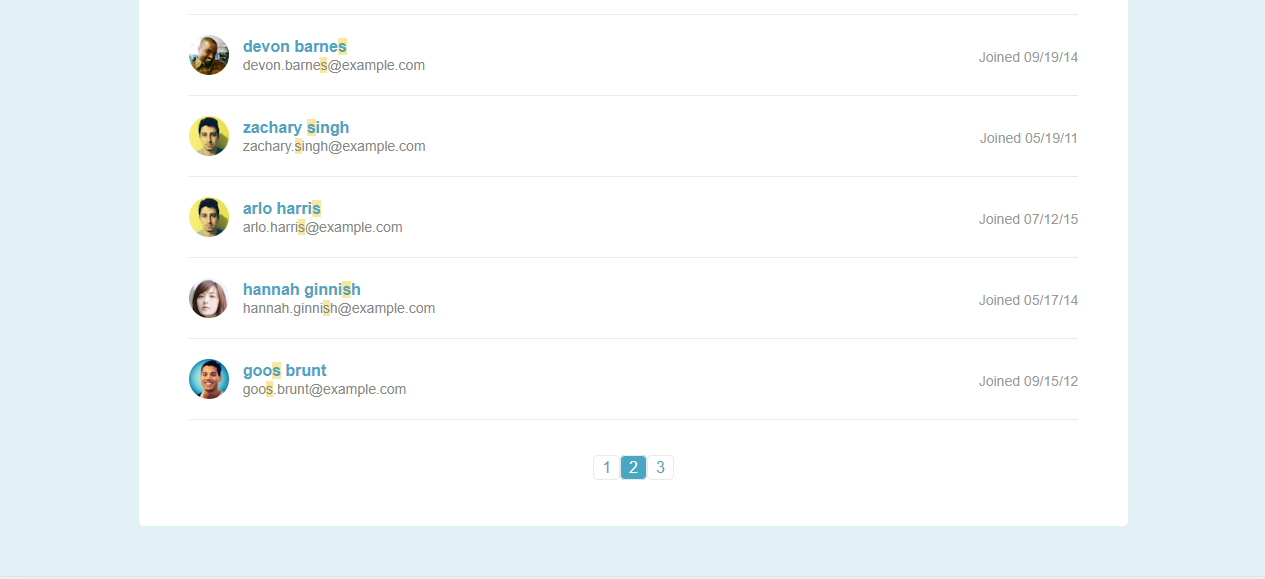 devon barnes
devon.barnes@example.com
Joined 09/19/14
zachary singh
zachary.singh@example.com
Joined 05/19/11
arlo harris
arlo.harris@example.com
Joined 07/12/15
hannah ginnish
hannah.ginnish@example.com
Joined 05/17/14
goos brunt
goos.brunt@example.com
Joined 09/15/12
1 2 3